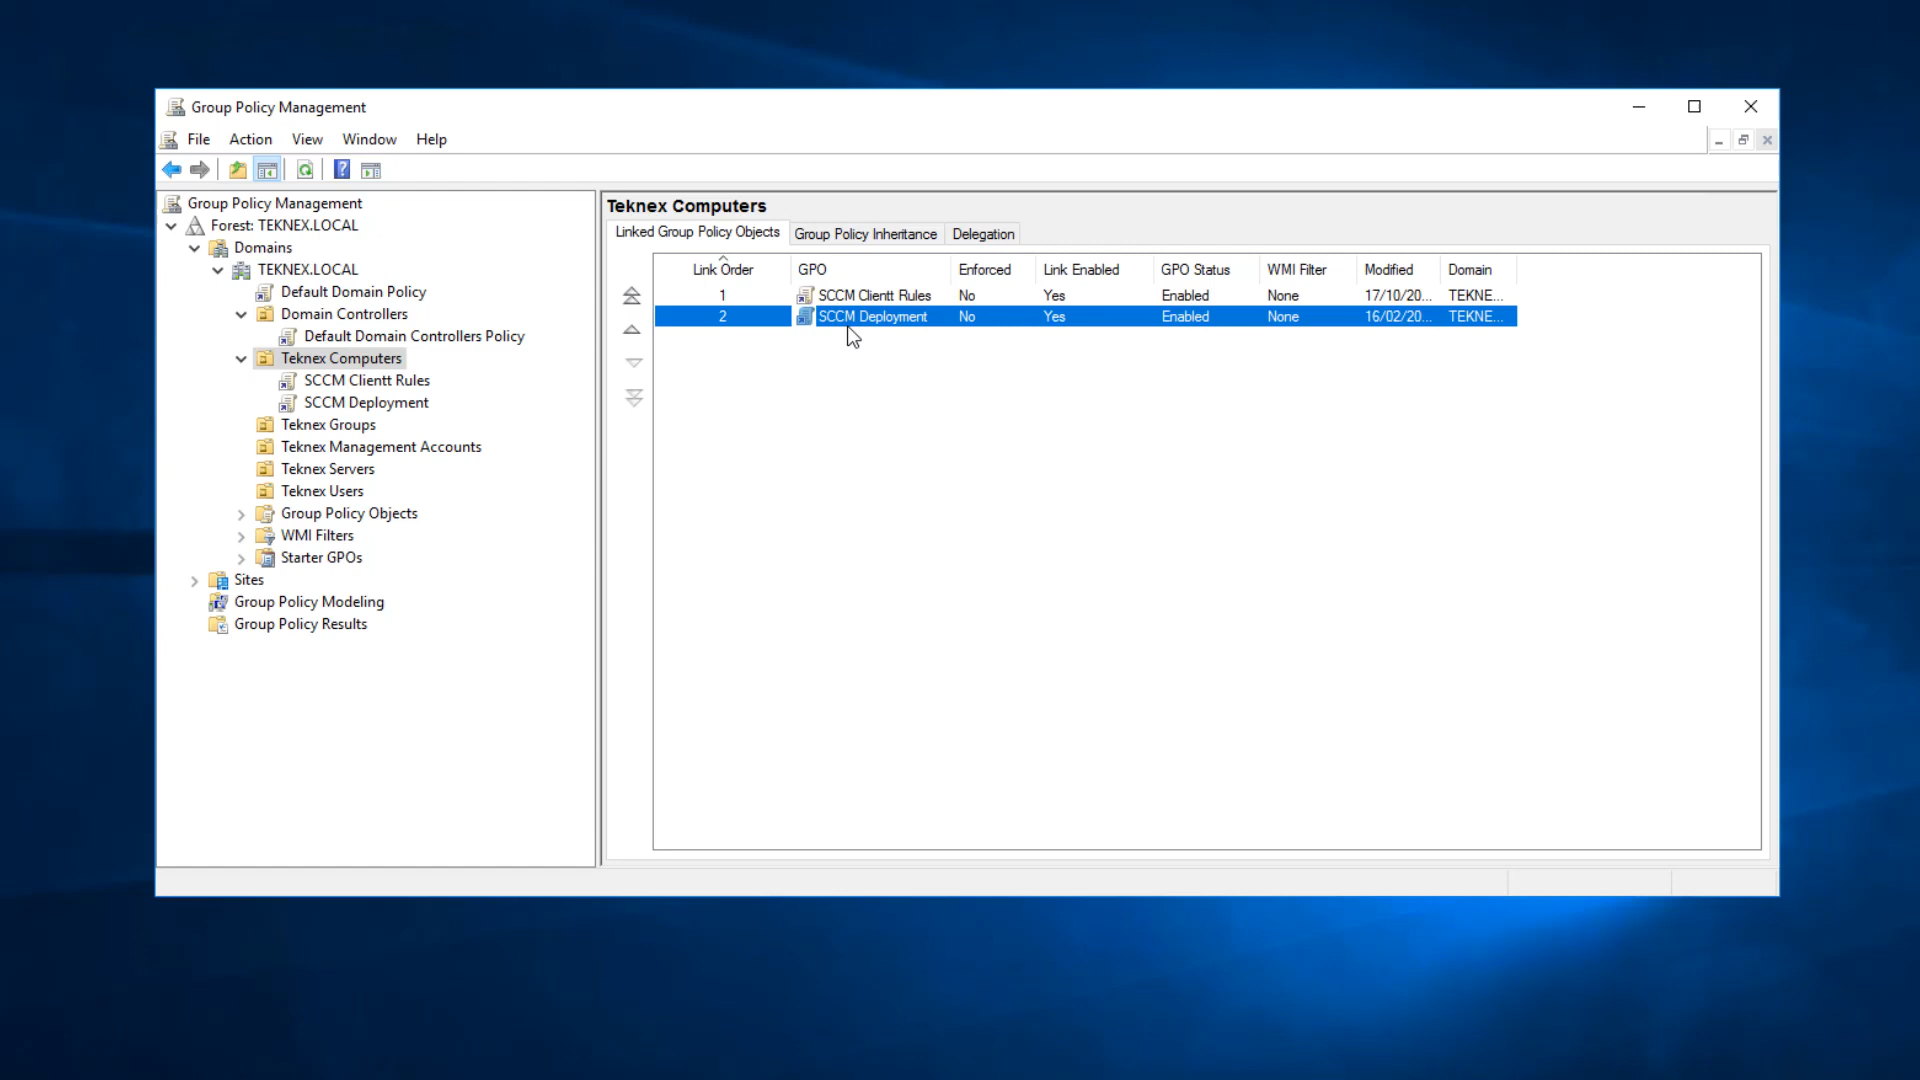 Group Policy Management
File Action View Window Help
Group Policy Management
Forest: TEKNEX.LOCAL
Domains
TEKNEX.LOCAL
Default Domain Policy
Domain Controllers
Default Domain Controllers Policy
Teknex Computers
SCCM Clientt Rules
SCCM Deployment
Teknex Groups
Teknex Management Accounts
Teknex Servers
Teknex Users
Group Policy Objects
WMI Filters
Starter GPOs
Sites
Group Policy Modeling
Group Policy Results
Teknex Computers
Linked Group Policy Objects Group Policy Inheritance Delegation
Link Order GPO Enforced Link Enabled GPO Status WMI Filter Modified Domain
1 SCCM Clientt Rules No Yes Enabled None 17/10/20... TEKNE...
2 SCCM Deployment No Yes Enabled None 16/02/20... TEKNE...